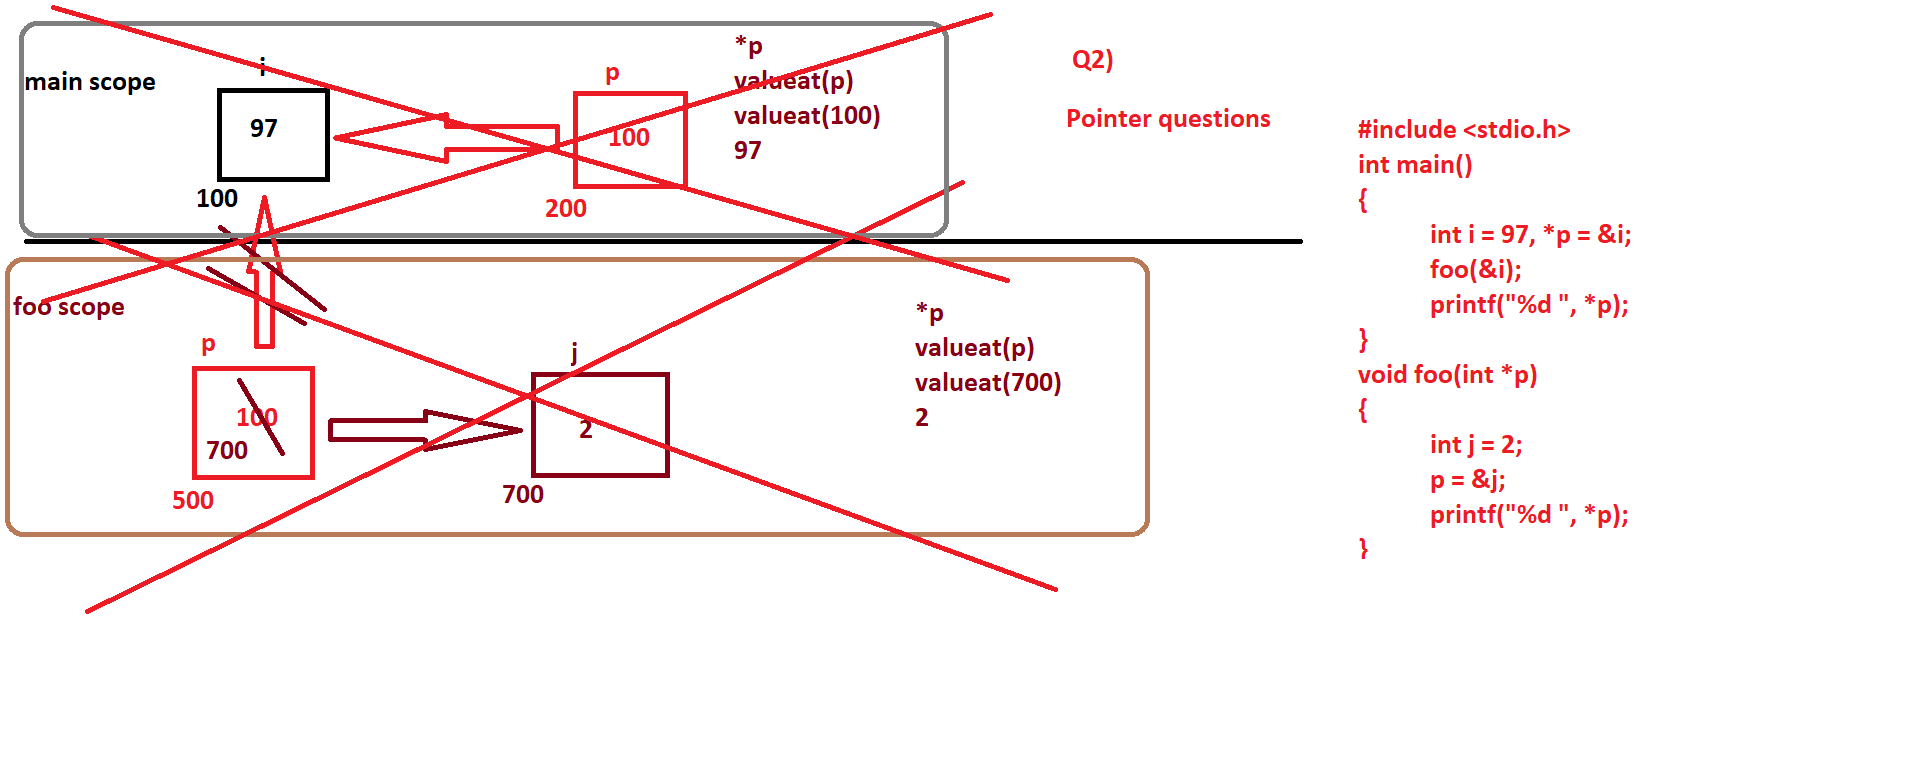 main scope
i
97
100
p
100
200
*p
valueat(p)
valueat(100)
97
foo scope
p
100
700
500
j
2
700
*p
valueat(p)
valueat(700)
2
Q2)
Pointer questions
#include <stdio.h>
int main()
{
int i = 97, *p = &i;
foo(&i);
printf("%d ", *p);
}
void foo(int *p)
{
int j = 2;
p = &j;
printf("%d ", *p);
}